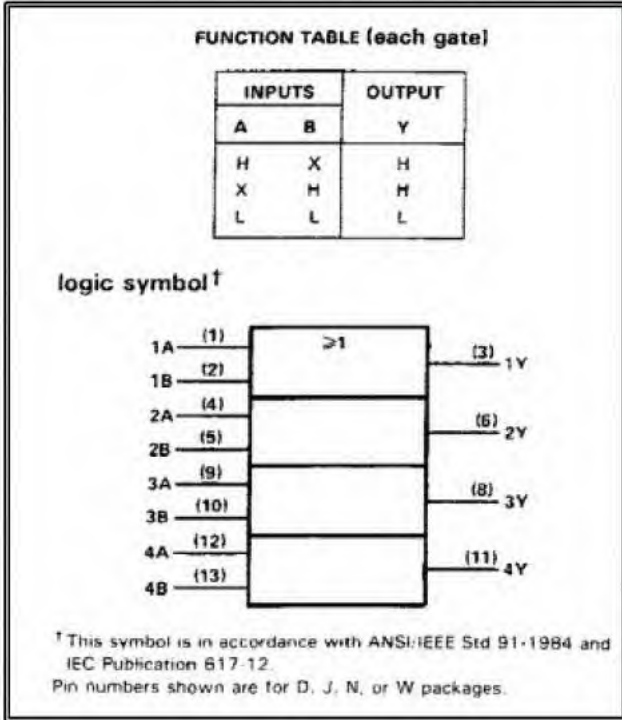 FUNCTION TABLE (each gate)
INPUTS OUTPUT
A B Y
H X H
X H H
L L L
logic symbol†
1A (1) ≥1 (3) 1Y
1B (2)
2A (4) (6) 2Y
2B (5)
3A (9) (8) 3Y
3B (10)
4A (12) (11) 4Y
4B (13)
† This symbol is in accordance with ANSI/IEEE Std 91-1984 and
IEC Publication 617-12.
Pin numbers shown are for D, J, N, or W packages.